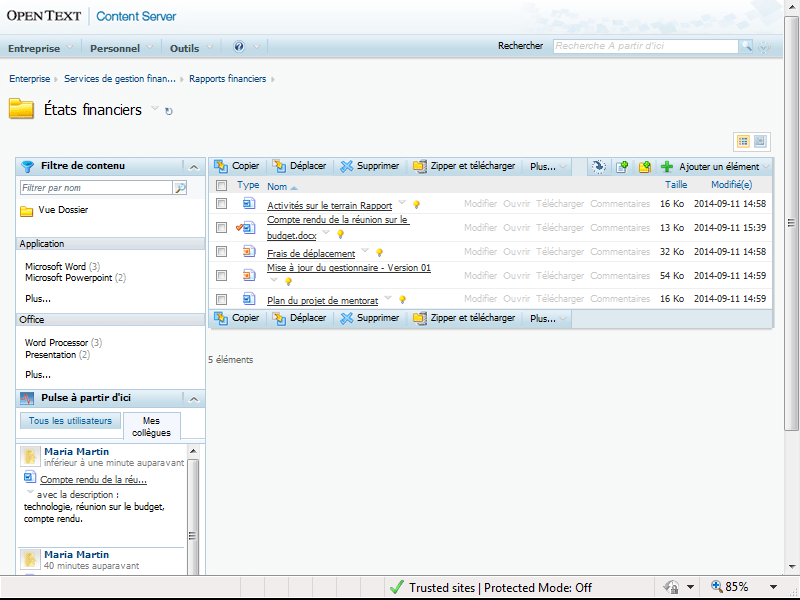 OPEN TEXT | Content Server
Entreprise Personnel Outils Rechercher Recherche A partir d'ici
Entreprise Services de gestion finan... Rapports financiers
États financiers
Filtre de contenu
Filtrer par nom
Vue Dossier
Application
Microsoft Word (3)
Microsoft Powerpoint (2)
Plus...
Office
Word Processor (3)
Presentation (2)
Plus...
Pulse à partir d'ici
Tous les utilisateurs Mes
collègues
Maria Martin
inférieur à une minute auparavant
Compte rendu de la réu...
avec la description :
technologie, réunion sur le budget,
compte rendu.
Maria Martin
40 minutes auparavant
Copier Déplacer Supprimer Zipper et télécharger Plus... Ajouter un élément
Type Nom Taille Modifié(e)
Activités sur le terrain Rapport Modifier Ouvrir Télécharger Commentaires 16 Ko 2014-09-11 14:58
Compte rendu de la réunion sur le
budget.docx Modifier Ouvrir Télécharger Commentaires 13 Ko 2014-09-11 15:39
Frais de déplacement Modifier Ouvrir Télécharger Commentaires 32 Ko 2014-09-11 14:58
Mise à jour du gestionnaire - Version 01 Modifier Ouvrir Télécharger Commentaires 54 Ko 2014-09-11 14:59
Plan du projet de mentorat Modifier Ouvrir Télécharger Commentaires 16 Ko 2014-09-11 14:59
Copier Déplacer Supprimer Zipper et télécharger Plus...
5 éléments
Trusted sites | Protected Mode: Off 85%